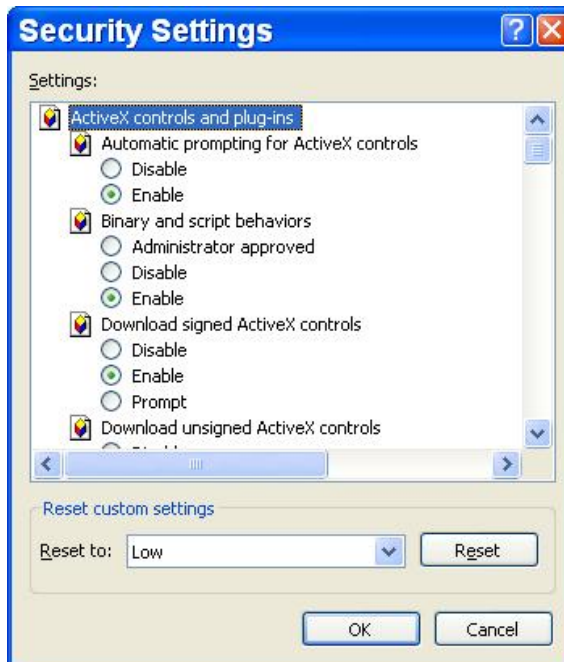 Security Settings
Settings:
ActiveX controls and plug-ins
Automatic prompting for ActiveX controls
Disable
Enable
Binary and script behaviors
Administrator approved
Disable
Enable
Download signed ActiveX controls
Disable
Enable
Prompt
Download unsigned ActiveX controls
Reset custom settings
Reset to: Low Reset
OK Cancel